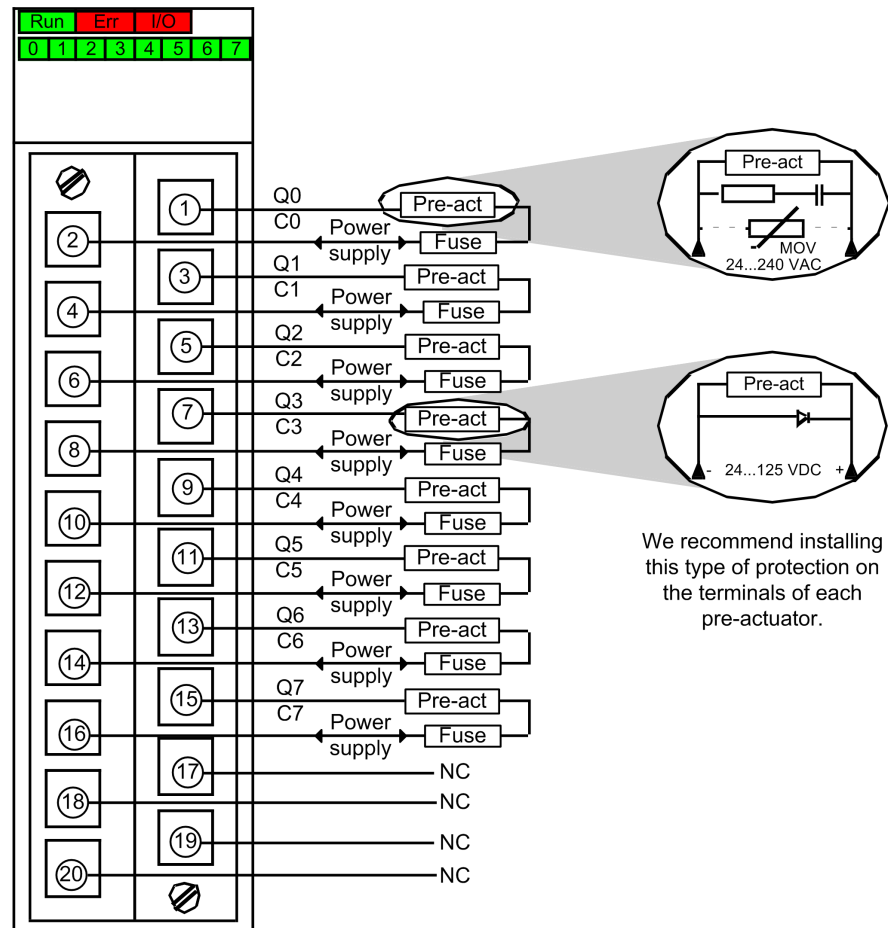 Run Err I/O
0 1 2 3 4 5 6 7
Pre-act
MOV
24...240 VAC
1 Q0 Pre-act
2 C0 Power supply Fuse
3 Q1 Pre-act
4 C1 Power supply Fuse
5 Q2 Pre-act
6 C2 Power supply Fuse
7 Q3 Pre-act
8 C3 Power supply Fuse
Pre-act
- 24...125 VDC +
9 Q4 Pre-act
10 C4 Power supply Fuse
11 Q5 Pre-act
12 C5 Power supply Fuse
We recommend installing
this type of protection on
the terminals of each
pre-actuator.
13 Q6 Pre-act
14 C6 Power supply Fuse
15 Q7 Pre-act
16 C7 Power supply Fuse
17 NC
18 NC
19 NC
20 NC